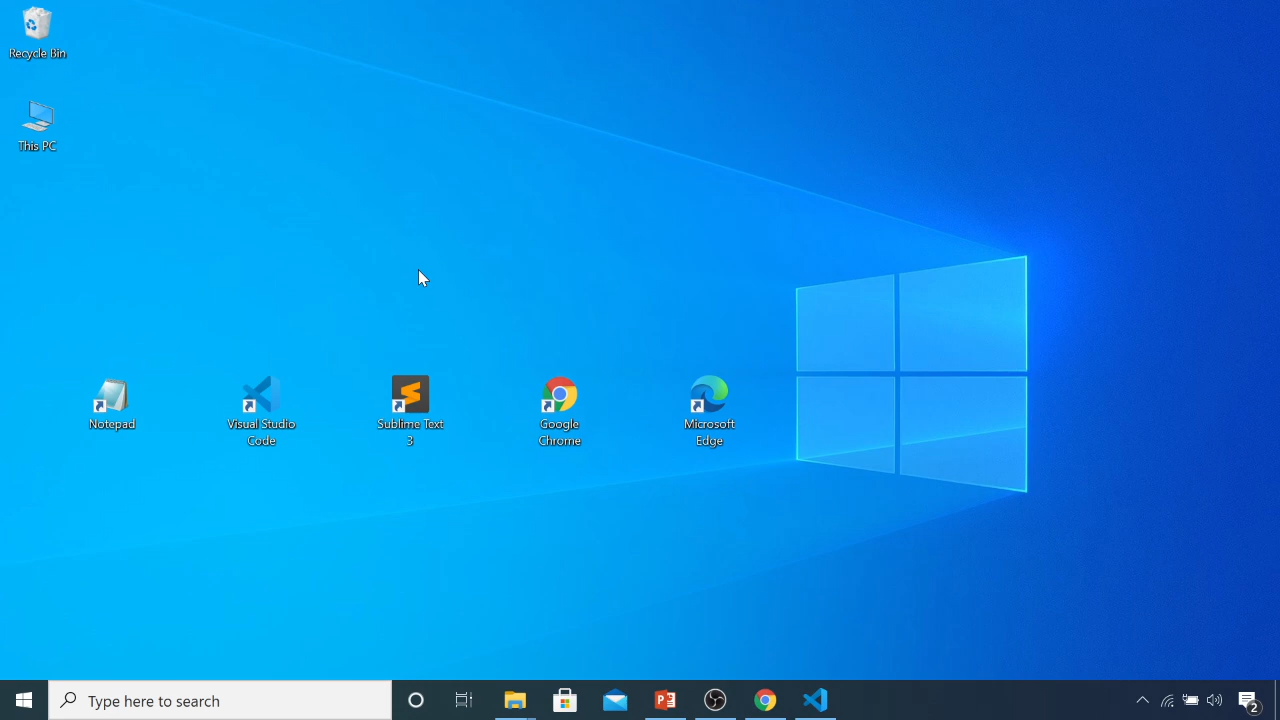 Recycle Bin
This PC
Notepad
Visual Studio
Code
Sublime Text
3
Google
Chrome
Microsoft
Edge
Type here to search
2